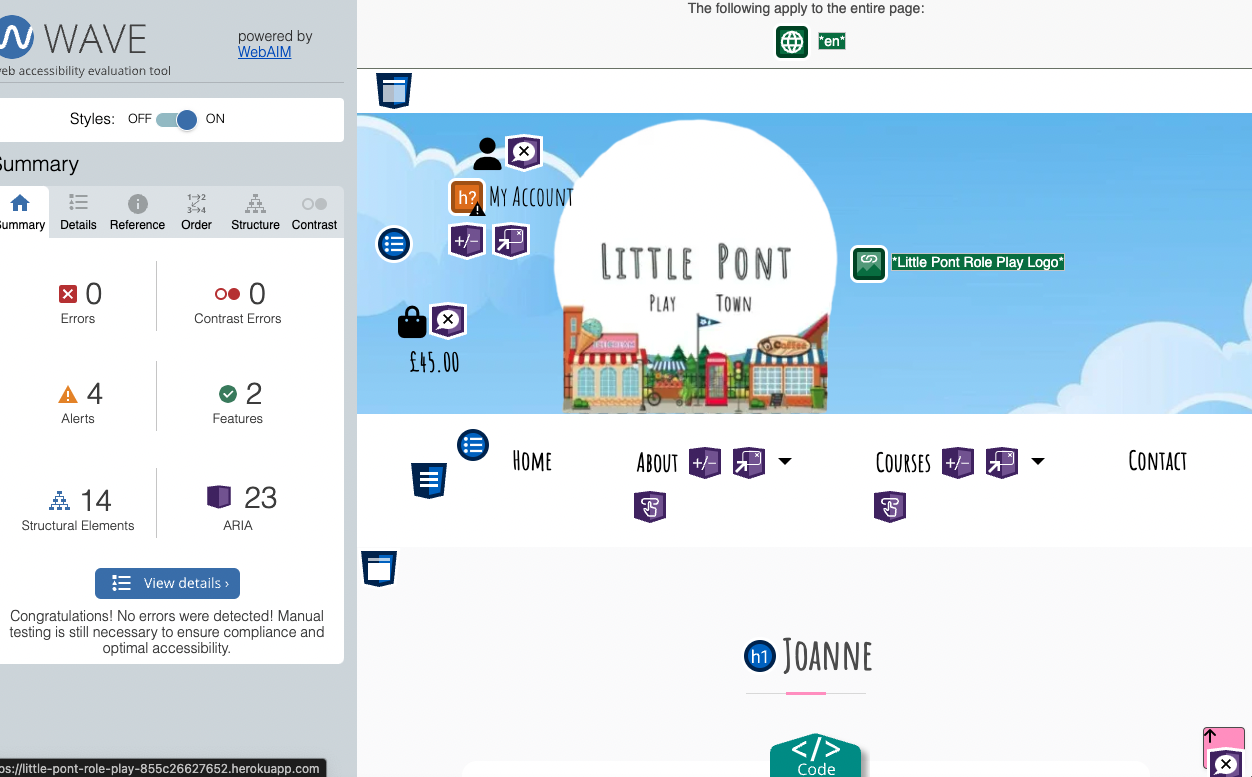 WAVE
web accessibility evaluation tool
powered by
WebAIM
Styles: OFF ON
Summary
Summary Details Reference Order Structure Contrast
0
Errors
0
Contrast Errors
4
Alerts
2
Features
14
Structural Elements
23
ARIA
View details ›
Congratulations! No errors were detected! Manual
testing is still necessary to ensure compliance and
optimal accessibility.
ps://little-pont-role-play-855c26627652.herokuapp.com
The following apply to the entire page:
*en*
h? My Account
+/-
£45.00
Little Pont
Play Town
Coffee
*Little Pont Role Play Logo*
Home About +/- Courses +/- Contact
h1 Joanne
</>
Code